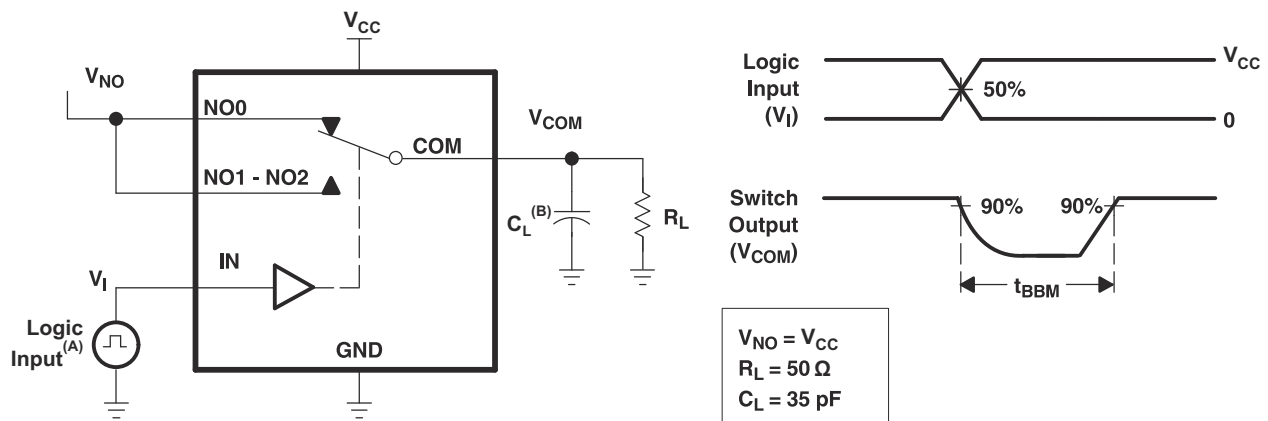 V_CC
V_NO
NO0
V_COM
COM
NO1 - NO2
C_L^(B)
R_L
IN
V_I
Logic
Input^(A)
GND
Logic
Input
(V_I)
V_CC
50%
0
Switch
Output
(V_COM)
90%
90%
t_BBM
V_NO = V_CC
R_L = 50 Ω
C_L = 35 pF